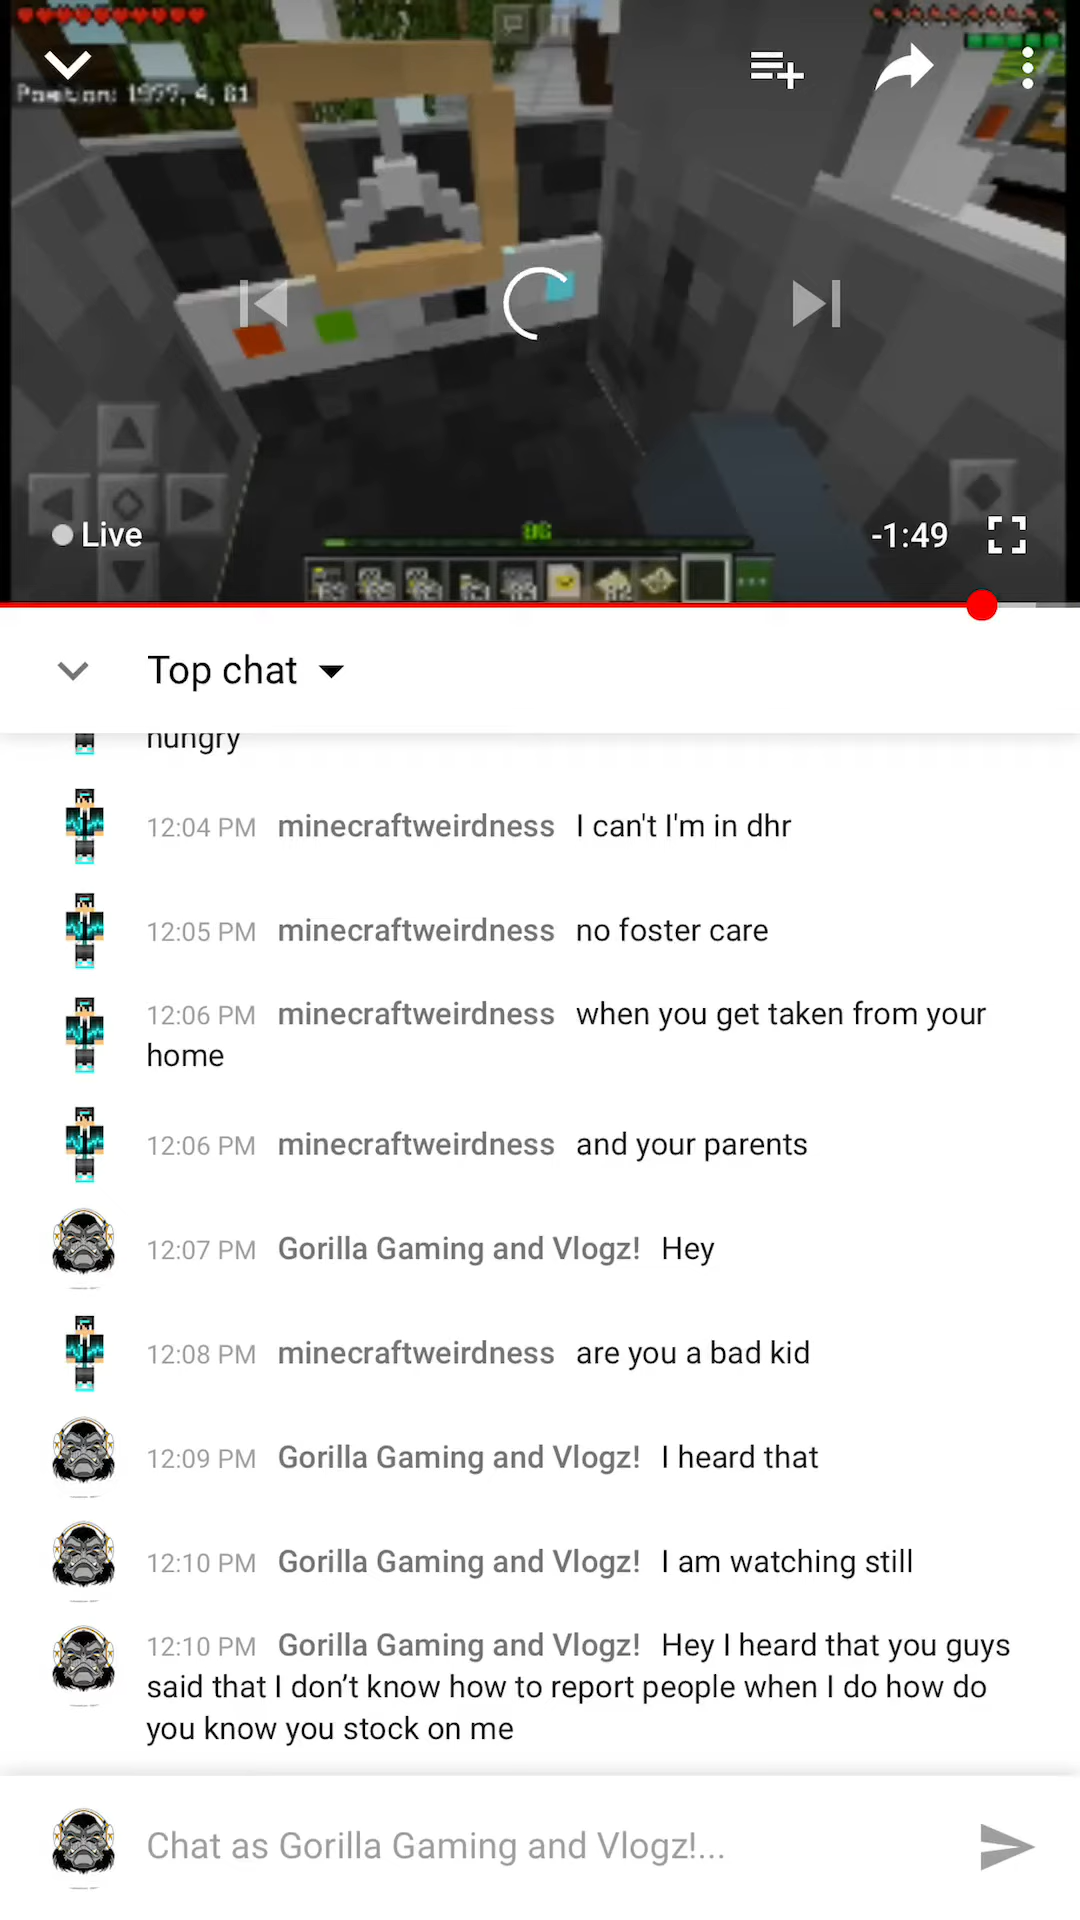 Position: 1977, 4, 81
Live
86
-1:49
Top chat
hungry
12:04 PM minecraftweirdness I can't I'm in dhr
12:05 PM minecraftweirdness no foster care
12:06 PM minecraftweirdness when you get taken from your
home
12:06 PM minecraftweirdness and your parents
12:07 PM Gorilla Gaming and Vlogz! Hey
12:08 PM minecraftweirdness are you a bad kid
12:09 PM Gorilla Gaming and Vlogz! I heard that
12:10 PM Gorilla Gaming and Vlogz! I am watching still
12:10 PM Gorilla Gaming and Vlogz! Hey I heard that you guys
said that I don’t know how to report people when I do how do
you know you stock on me
Chat as Gorilla Gaming and Vlogz!...